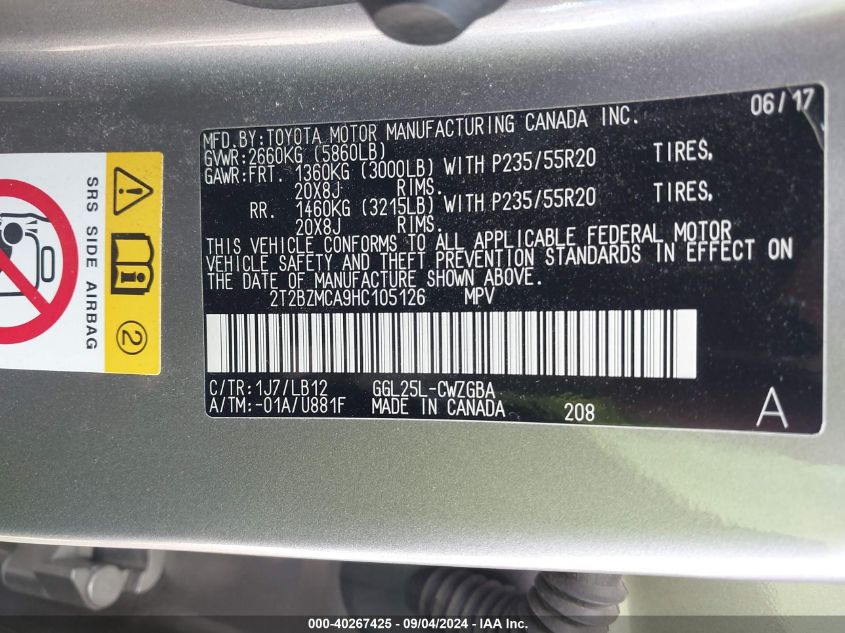 06/17
MFD.BY:TOYOTA MOTOR MANUFACTURING CANADA INC.
GVWR:2660KG (5860LB)
GAWR:FRT. 1360KG (3000LB) WITH P235/55R20 TIRES,
20X8J RIMS.
RR. 1460KG (3215LB) WITH P235/55R20 TIRES,
20X8J RIMS.
THIS VEHICLE CONFORMS TO ALL APPLICABLE FEDERAL MOTOR
VEHICLE SAFETY AND THEFT PREVENTION STANDARDS IN EFFECT ON
THE DATE OF MANUFACTURE SHOWN ABOVE.
2T2BZMCA9HC105126 MPV
C/TR:1J7/LB12 GGL25L-CWZGBA
A/TM:-01A/U881F MADE IN CANADA 208 A
SRS SIDE AIRBAG
2
000-40267425 - 09/04/2024 - IAA Inc.